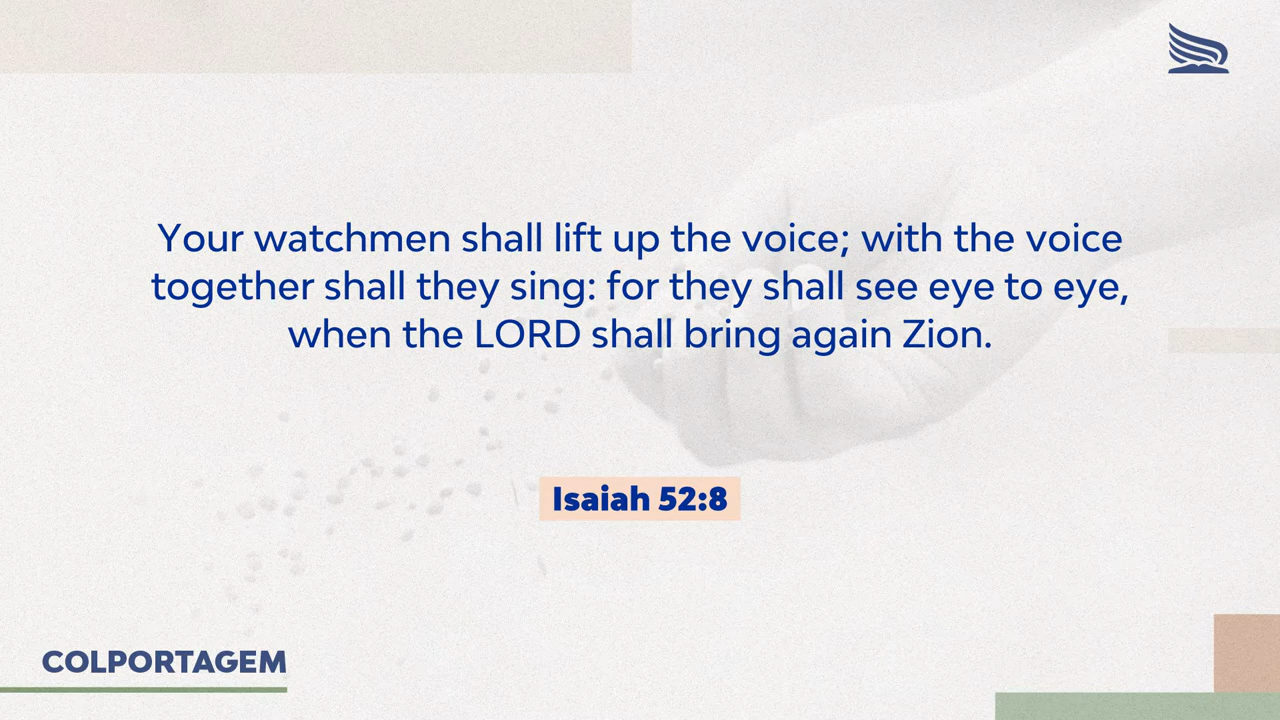 Your watchmen shall lift up the voice; with the voice
together shall they sing: for they shall see eye to eye,
when the LORD shall bring again Zion.
Isaiah 52:8
COLPORTAGEM